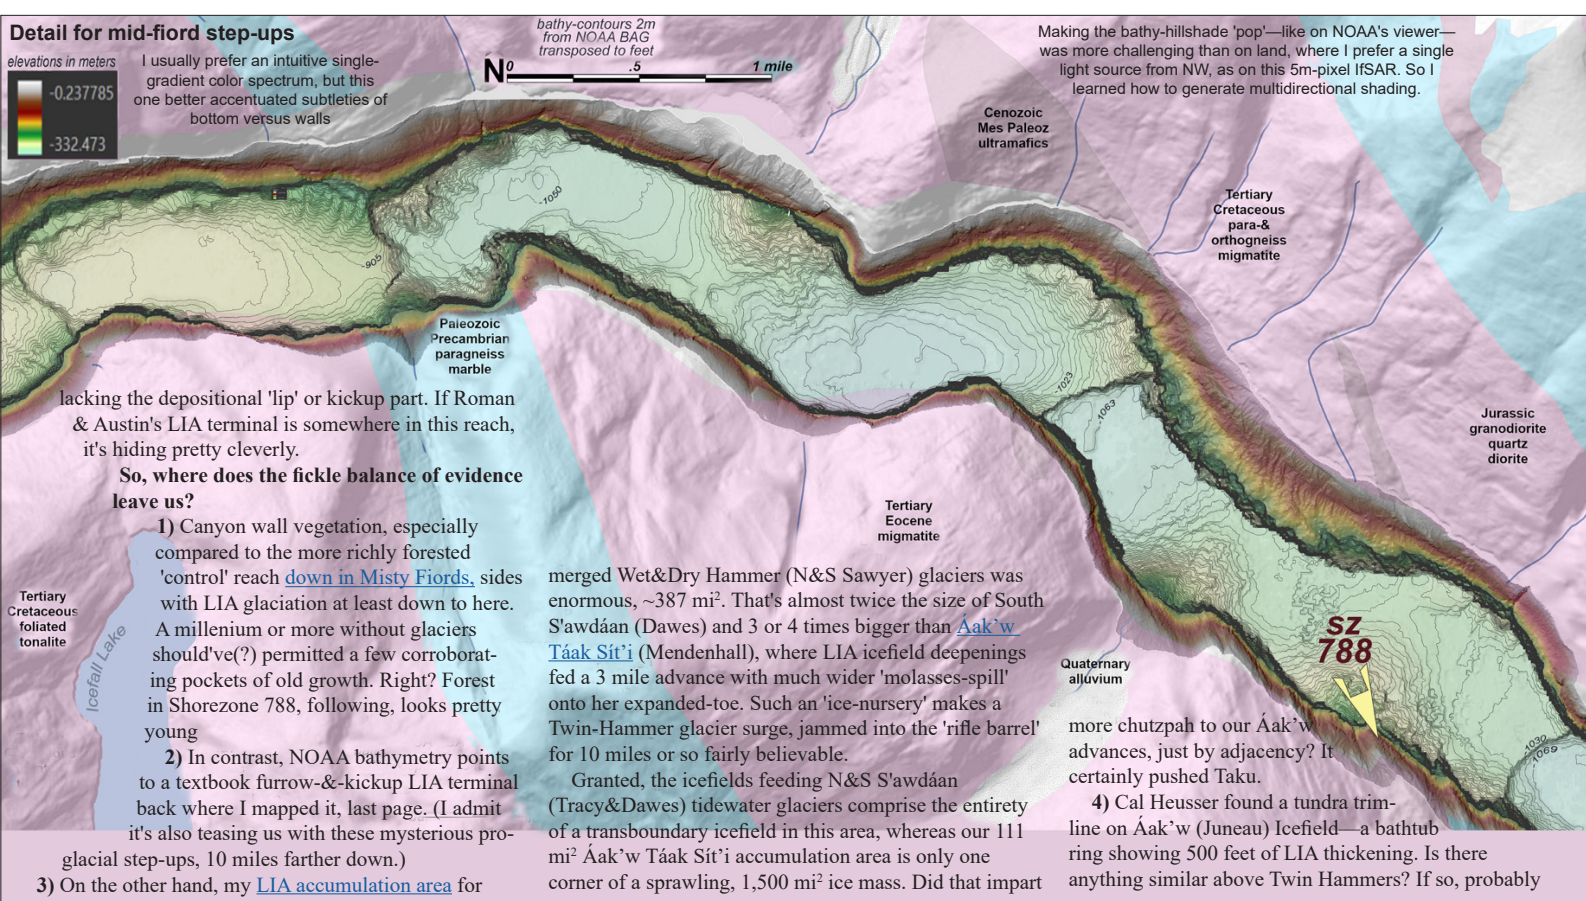 Detail for mid-fiord step-ups
elevations in meters
-0.237785
-332.473
I usually prefer an intuitive single-
gradient color spectrum, but this
one better accentuated subtleties of
bottom versus walls
bathy-contours 2m
from NOAA BAG
transposed to feet
N
0 .5 1 mile
Making the bathy-hillshade 'pop'—like on NOAA's viewer—
was more challenging than on land, where I prefer a single
light source from NW, as on this 5m-pixel IfSAR. So I
learned how to generate multidirectional shading.
Cenozoic
Mes Paleoz
ultramafics
Tertiary
Cretaceous
para-&
orthogneiss
migmatite
-1050
-905
Paleozoic
Precambrian
paragneiss
marble
-1023
-1063
Jurassic
granodiorite
quartz
diorite
Tertiary
Eocene
migmatite
Tertiary
Cretaceous
foliated
tonalite
Icefall Lake
Quaternary
alluvium
sz
788
-1030
-1069
lacking the depositional 'lip' or kickup part. If Roman
& Austin's LIA terminal is somewhere in this reach,
it's hiding pretty cleverly.
So, where does the fickle balance of evidence
leave us?
1) Canyon wall vegetation, especially
compared to the more richly forested
'control' reach down in Misty Fiords, sides
with LIA glaciation at least down to here.
A millenium or more without glaciers
should've(?) permitted a few corroborat-
ing pockets of old growth. Right? Forest
in Shorezone 788, following, looks pretty
young
2) In contrast, NOAA bathymetry points
to a textbook furrow-&-kickup LIA terminal
back where I mapped it, last page. (I admit
it's also teasing us with these mysterious pro-
glacial step-ups, 10 miles farther down.)
3) On the other hand, my LIA accumulation area for
merged Wet&Dry Hammer (N&S Sawyer) glaciers was
enormous, ~387 mi². That's almost twice the size of South
S'awdáan (Dawes) and 3 or 4 times bigger than Áak'w
Táak Sít'i (Mendenhall), where LIA icefield deepenings
fed a 3 mile advance with much wider 'molasses-spill'
onto her expanded-toe. Such an 'ice-nursery' makes a
Twin-Hammer glacier surge, jammed into the 'rifle barrel'
for 10 miles or so fairly believable.
Granted, the icefields feeding N&S S'awdáan
(Tracy&Dawes) tidewater glaciers comprise the entirety
of a transboundary icefield in this area, whereas our 111
mi² Áak'w Táak Sít'i accumulation area is only one
corner of a sprawling, 1,500 mi² ice mass. Did that impart
more chutzpah to our Áak'w
advances, just by adjacency? It
certainly pushed Taku.
4) Cal Heusser found a tundra trim-
line on Áak'w (Juneau) Icefield—a bathtub
ring showing 500 feet of LIA thickening. Is there
anything similar above Twin Hammers? If so, probably